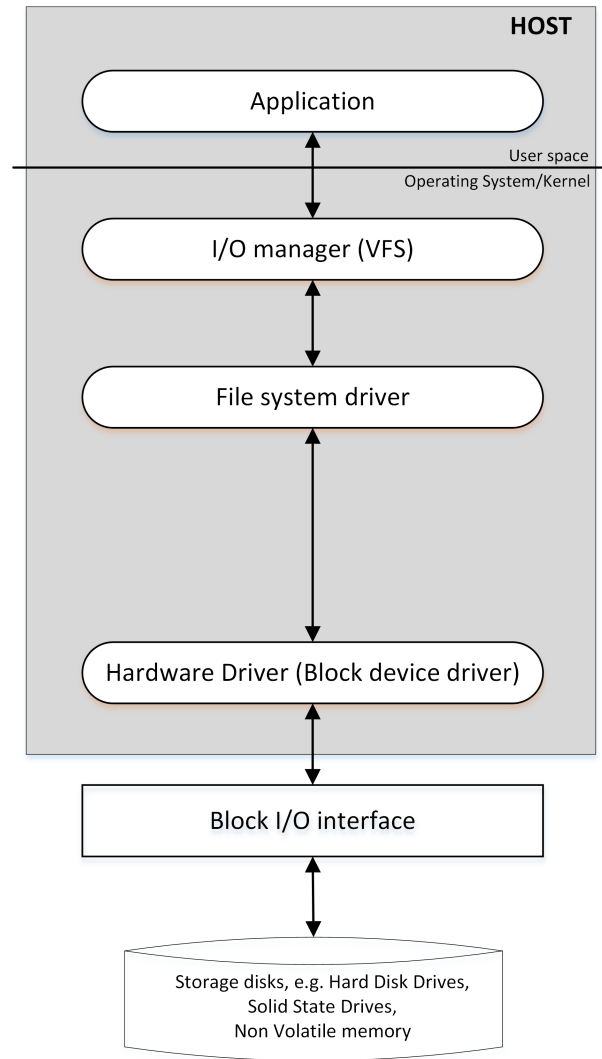 HOST
Application
User space
Operating System/Kernel
I/O manager (VFS)
File system driver
Hardware Driver (Block device driver)
Block I/O interface
Storage disks, e.g. Hard Disk Drives,
Solid State Drives,
Non Volatile memory